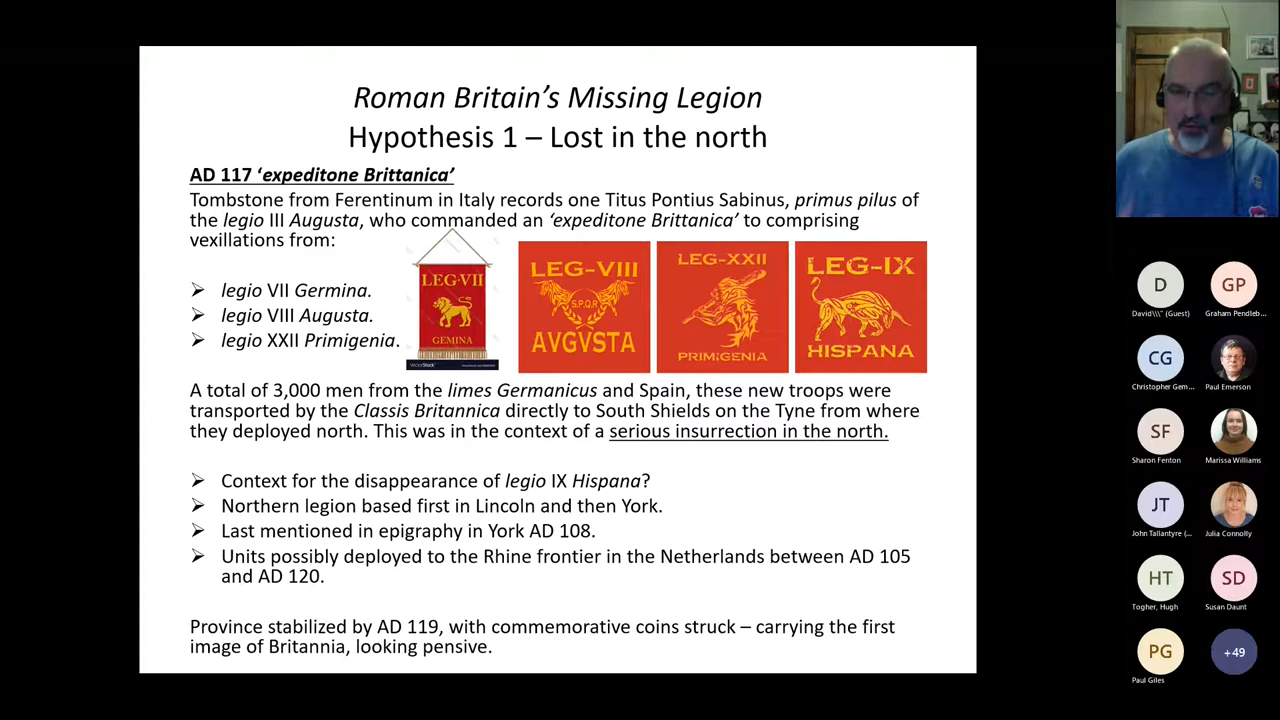 Roman Britain's Missing Legion
Hypothesis 1 – Lost in the north
AD 117 'expeditone Brittanica'
Tombstone from Ferentinum in Italy records one Titus Pontius Sabinus, primus pilus of
the legio III Augusta, who commanded an 'expeditone Brittanica' to comprising
vexillations from:
➢ legio VII Germina.
➢ legio VIII Augusta.
➢ legio XXII Primigenia.
LEG·VII
GEMINA
VectorStock
LEG-VIII
S.P.Q.R
AVGVSTA
LEG-XXII
PRIMIGENIA
LEG-IX
HISPANA
A total of 3,000 men from the limes Germanicus and Spain, these new troops were
transported by the Classis Britannica directly to South Shields on the Tyne from where
they deployed north. This was in the context of a serious insurrection in the north.
➢ Context for the disappearance of legio IX Hispana?
➢ Northern legion based first in Lincoln and then York.
➢ Last mentioned in epigraphy in York AD 108.
➢ Units possibly deployed to the Rhine frontier in the Netherlands between AD 105
and AD 120.
Province stabilized by AD 119, with commemorative coins struck – carrying the first
image of Britannia, looking pensive.
D
GP
David\\\" (Guest)
Graham Pendleb...
CG
Christopher Gem...
Paul Emerson
SF
Sharon Fenton
Marissa Williams
JT
John Tallantyre (...
Julia Connolly
HT
SD
Togher, Hugh
Susan Daunt
PG
+49
Paul Giles